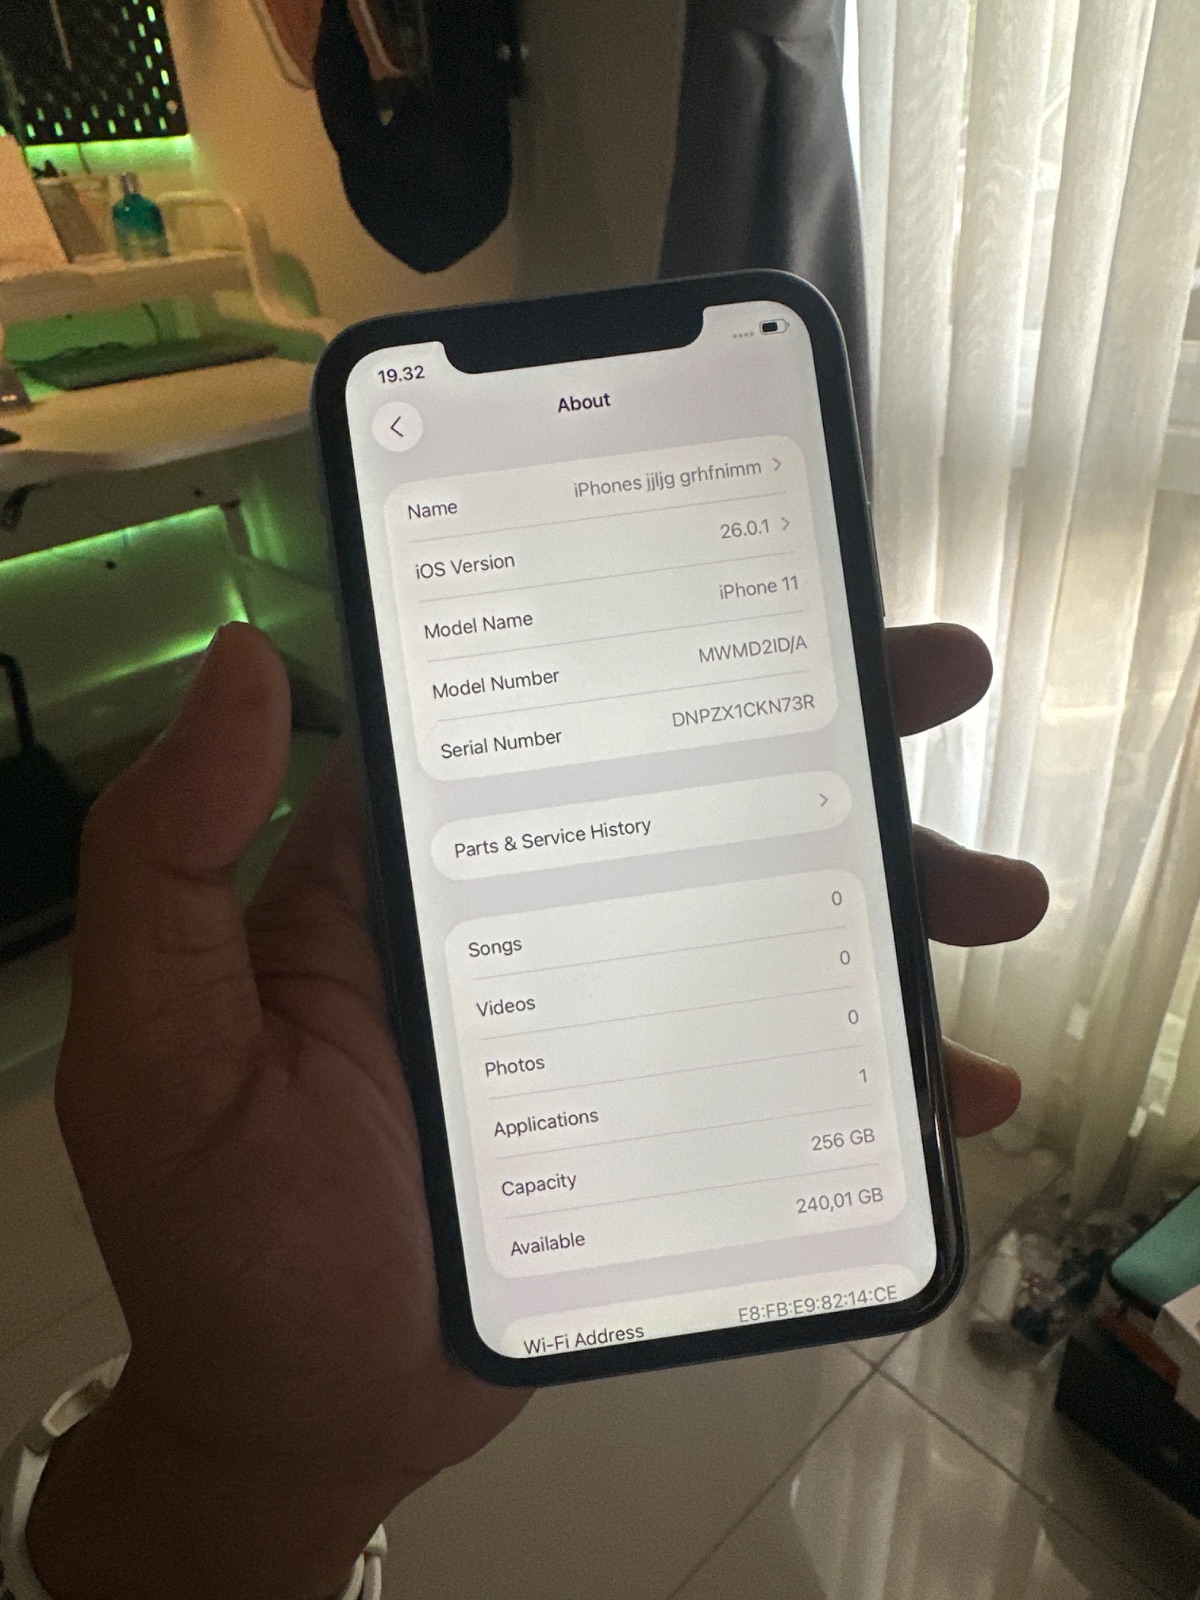 19.32
About
Name iPhones jjljg grhfnimm
iOS Version 26.0.1
Model Name iPhone 11
Model Number MWMD2ID/A
Serial Number DNPZX1CKN73R
Parts & Service History
Songs 0
Videos 0
Photos 0
Applications 1
Capacity 256 GB
Available 240,01 GB
Wi-Fi Address E8:FB:E9:82:14:CE